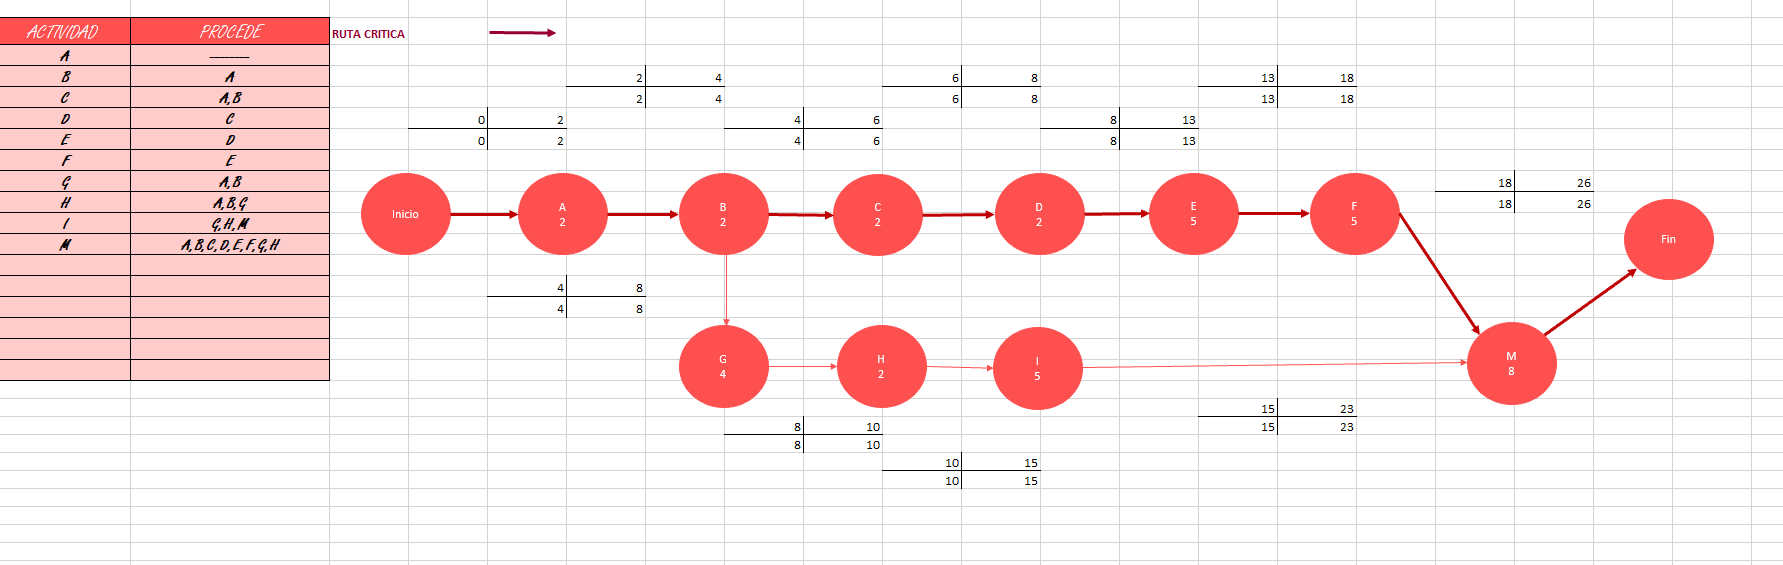 ACTIVIDAD PROCEDE RUTA CRITICA
A ————
B A
C A,B
D C
E D
F E
G A,B
H A,B,G
I G,H,M
M A,B,C,D,E,F,G,H
2 4
2 4
6 8
6 8
13 18
13 18
0 2
0 2
4 6
4 6
8 13
8 13
18 26
18 26
Inicio
A
2
B
2
C
2
D
2
E
5
F
5
Fin
4 8
4 8
G
4
H
2
I
5
M
8
15 23
15 23
8 10
8 10
10 15
10 15